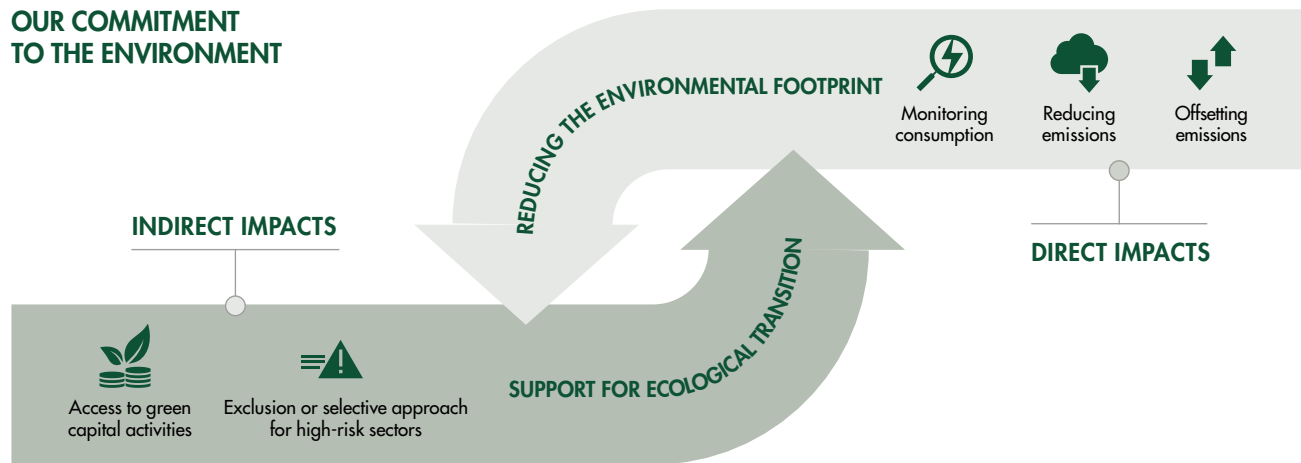 OUR COMMITMENT
TO THE ENVIRONMENT
REDUCING THE ENVIRONMENTAL FOOTPRINT
Monitoring
consumption
Reducing
emissions
Offsetting
emissions
DIRECT IMPACTS
INDIRECT IMPACTS
Access to green
capital activities
Exclusion or selective approach
for high-risk sectors
SUPPORT FOR ECOLOGICAL TRANSITION